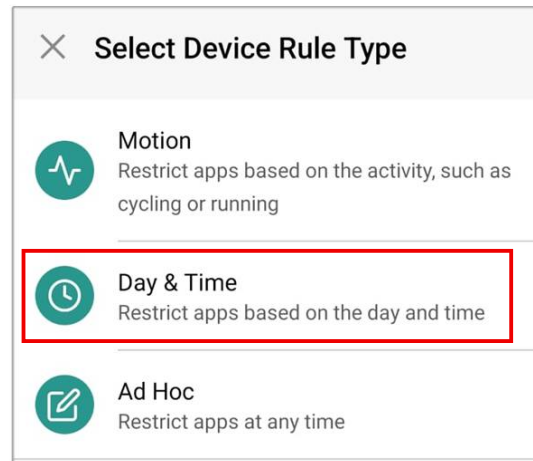 Select Device Rule Type
Motion
Restrict apps based on the activity, such as
cycling or running
Day & Time
Restrict apps based on the day and time
Ad Hoc
Restrict apps at any time